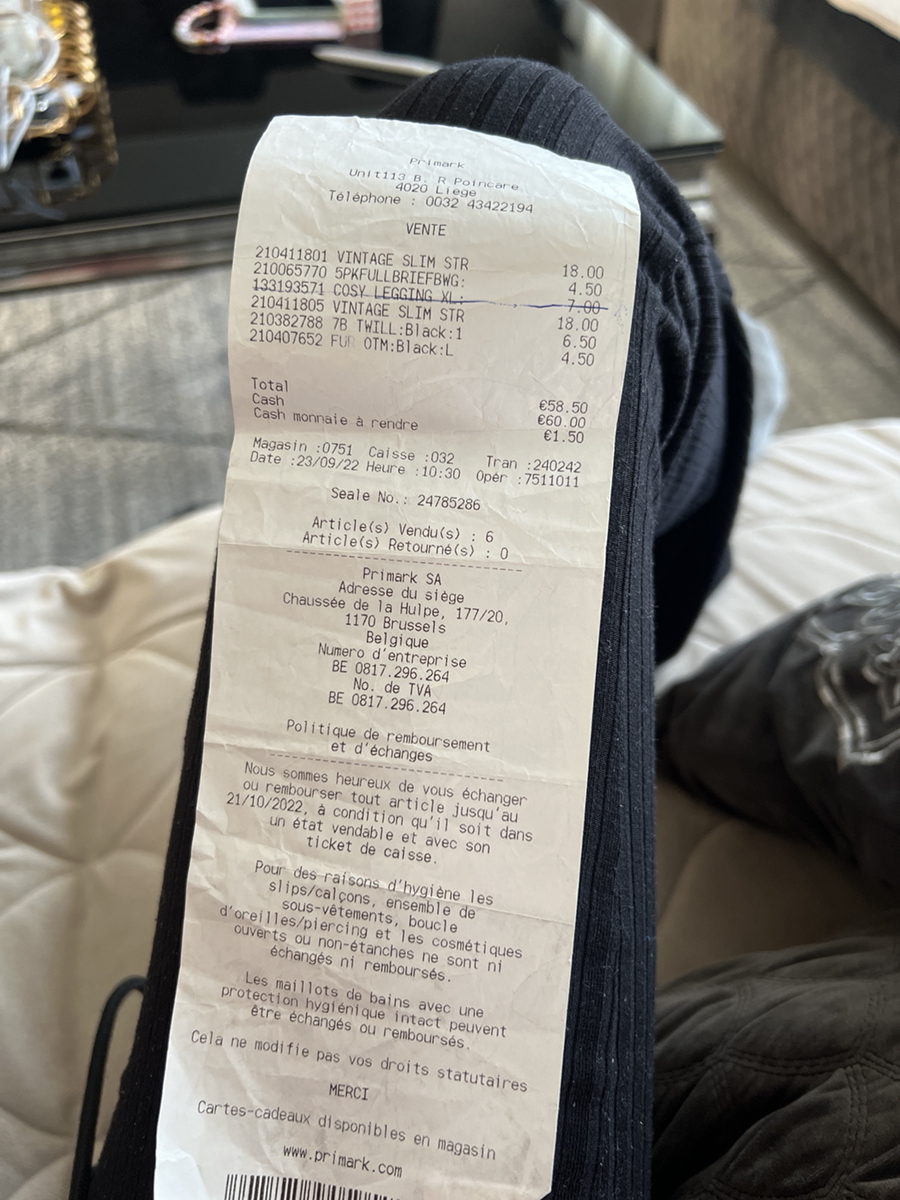 Primark
Unit113 B. R Poincare
4020 Liege
Téléphone : 0032 43422194
VENTE
210411801 VINTAGE SLIM STR 18.00
210065770 5PKFULLBRIEFBWG: 4.50
133193571 COSY LEGGING XL: 7.00
210411805 VINTAGE SLIM STR 18.00
210382788 7B TWILL:Black:1 6.50
210407652 OTM:Black:L 4.50
Total €58.50
Cash €60.00
Cash monnaie à rendre €1.50
Magasin :0751 Caisse :032 Tran :240242
Date :23/09/22 Heure :10:30 Opér :7511011
Seale No.: 24785286
Article(s) Vendu(s) : 6
Article(s) Retourné(s) : 0
Primark SA
Adresse du siège
Chaussée de la Hulpe, 177/20,
1170 Brussels
Belgique
Numero d'entreprise
BE 0817.296.264
No. de TVA
BE 0817.296.264
Politique de remboursement
et d'échanges
Nous sommes heureux de vous échanger
ou rembourser tout article jusqu'au
21/10/2022, à condition qu'il soit dans
un état vendable et avec son
ticket de caisse.
Pour des raisons d'hygiène les
slips/calçons, ensemble de
sous-vêtements, boucle
d'oreilles/piercing et les cosmétiques
ouverts ou non-étanches ne sont ni
échangés ni remboursés.
Les maillots de bains avec une
protection hygiénique intact peuvent
être échangés ou remboursés.
Cela ne modifie pas vos droits statutaires
MERCI
Cartes-cadeaux disponibles en magasin
www.primark.com